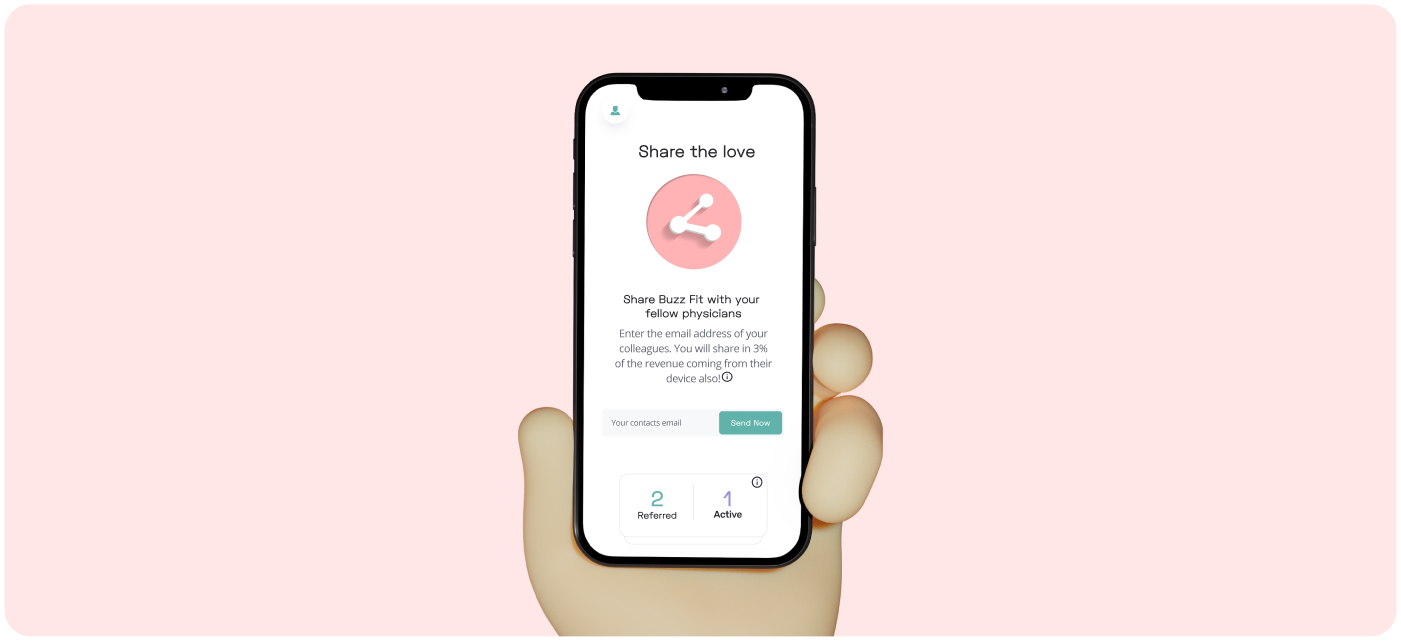 Share the love
Share Buzz Fit with your
fellow physicians
Enter the email address of your
colleagues. You will share in 3%
of the revenue coming from their
device also!
Your contacts email
Send Now
2
Referred
1
Active